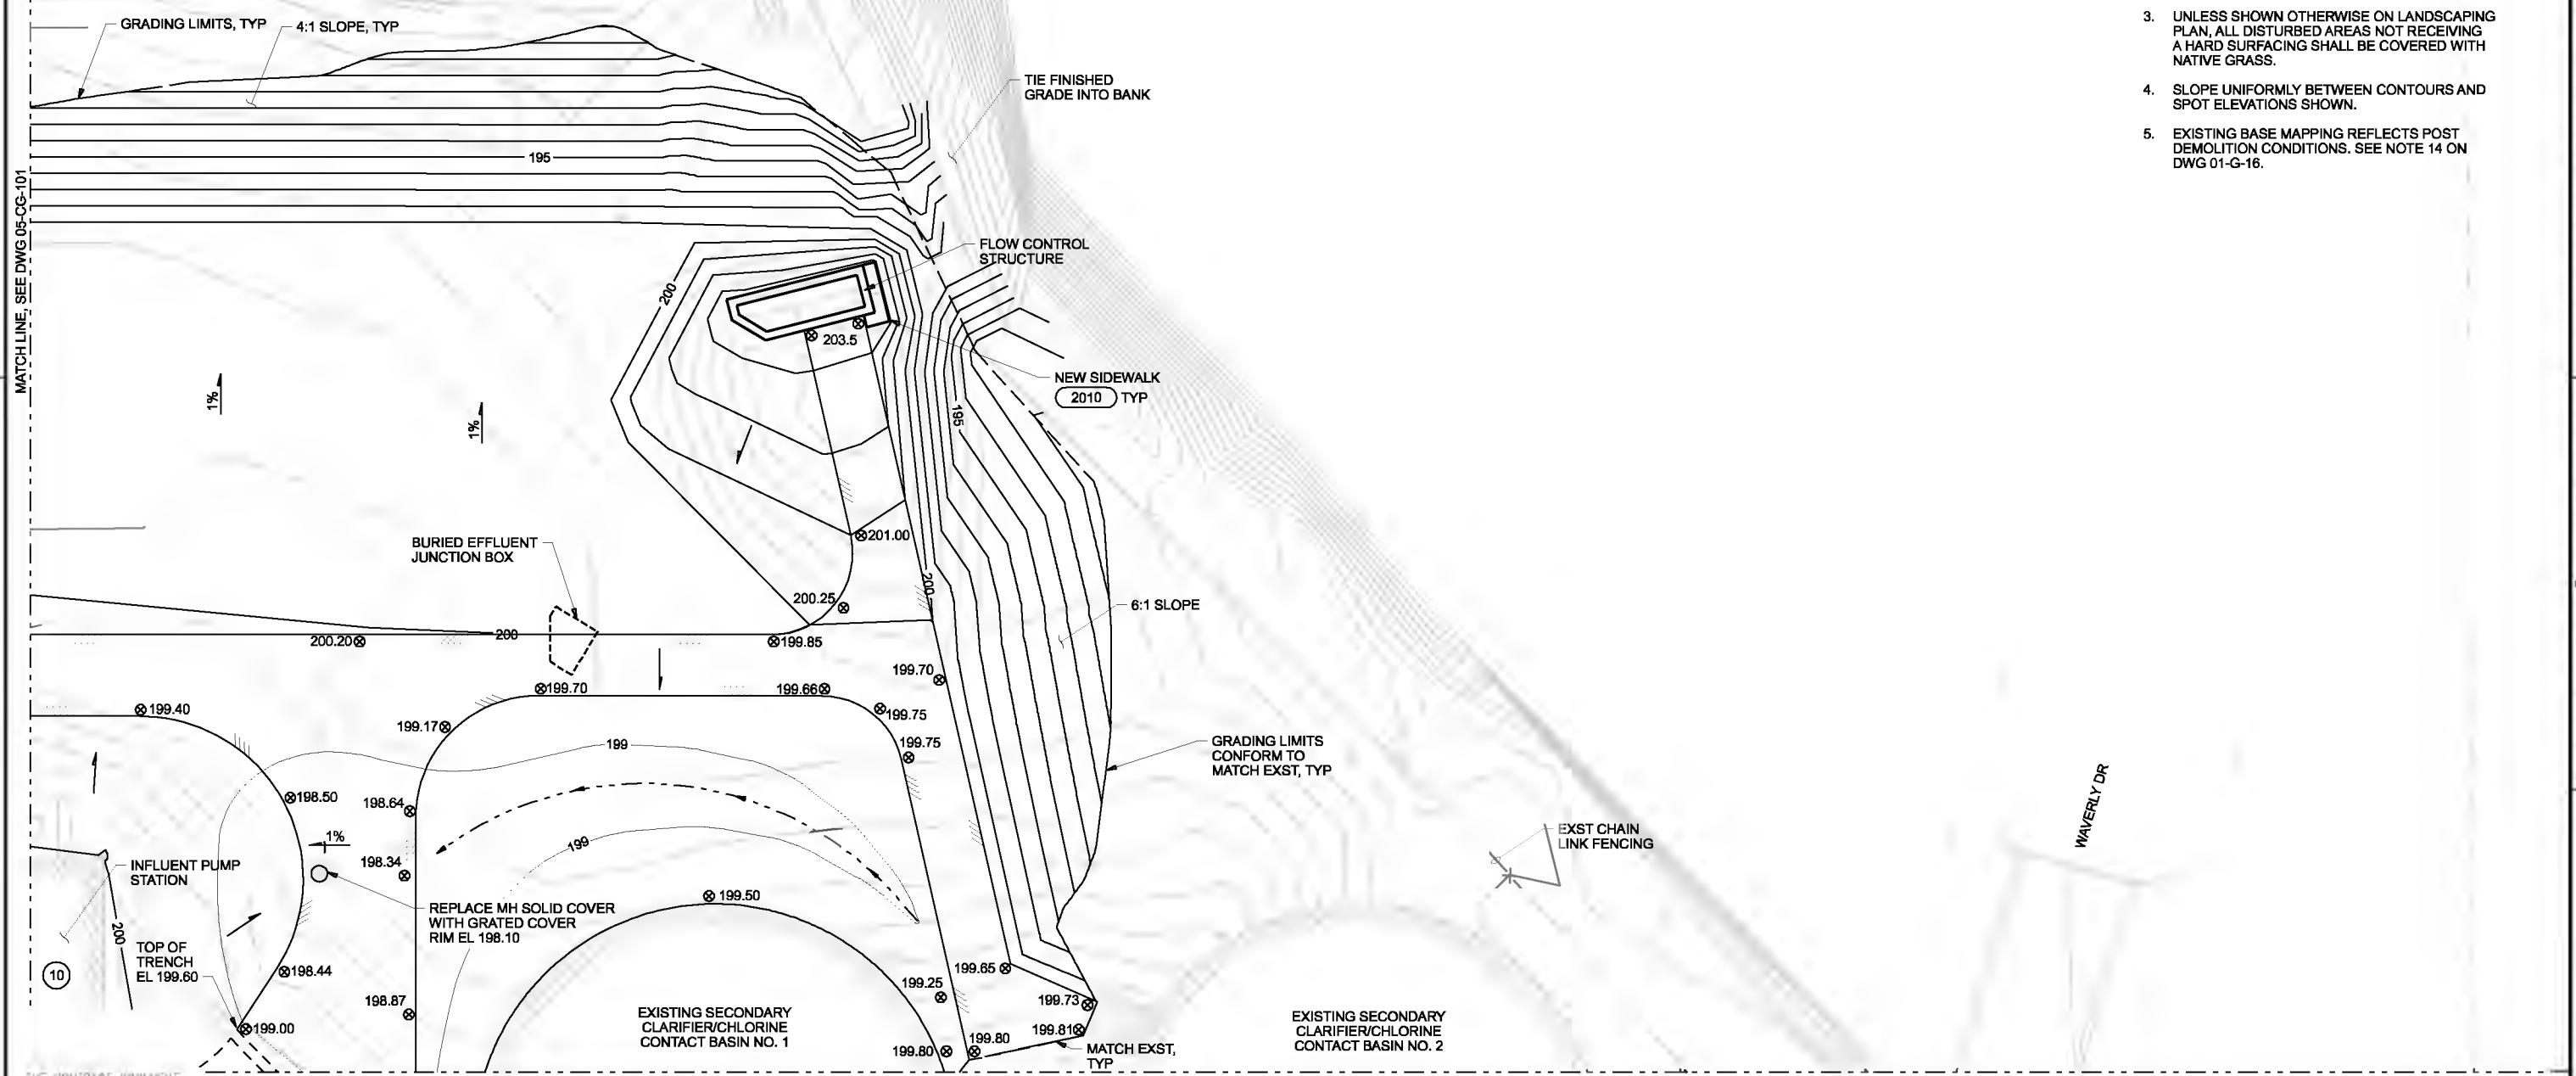 GRADING LIMITS, TYP
4:1 SLOPE, TYP
TIE FINISHED
GRADE INTO BANK
3. UNLESS SHOWN OTHERWISE ON LANDSCAPING
PLAN, ALL DISTURBED AREAS NOT RECEIVING
A HARD SURFACING SHALL BE COVERED WITH
NATIVE GRASS.
4. SLOPE UNIFORMLY BETWEEN CONTOURS AND
SPOT ELEVATIONS SHOWN.
5. EXISTING BASE MAPPING REFLECTS POST
DEMOLITION CONDITIONS. SEE NOTE 14 ON
DWG 01-G-16.
195
MATCH LINE, SEE DWG 05-CG-101
FLOW CONTROL
STRUCTURE
200
203.5
NEW SIDEWALK
2010 TYP
1%
1%
195
BURIED EFFLUENT
JUNCTION BOX
201.00
200
200.25
6:1 SLOPE
200
200.20
199.85
199.70
199.70
199.66
199.40
199.75
199.17
199.75
199
GRADING LIMITS
CONFORM TO
MATCH EXST, TYP
198.50
198.64
WAVERLY DR
1%
199
EXST CHAIN
LINK FENCING
INFLUENT PUMP
STATION
198.34
199.50
REPLACE MH SOLID COVER
WITH GRATED COVER
RIM EL 198.10
200
TOP OF
TRENCH
EL 199.60
10
198.44
199.65
199.25
198.87
199.73
199.00
EXISTING SECONDARY
CLARIFIER/CHLORINE
CONTACT BASIN NO. 1
199.81
199.80
199.80
MATCH EXST,
TYP
EXISTING SECONDARY
CLARIFIER/CHLORINE
CONTACT BASIN NO. 2